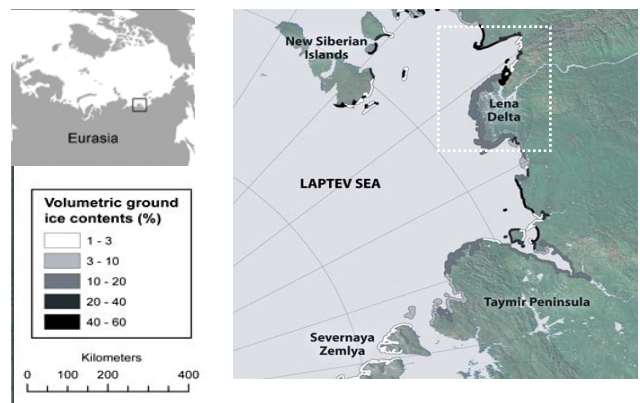 Eurasia
Volumetric ground
ice contents (%)
1 - 3
3 - 10
10 - 20
20 - 40
40 - 60
Kilometers
0 100 200 300 400
New Siberian
Islands
Lena
Delta
LAPTEV SEA
Taymir Peninsula
Severnaya
Zemlya